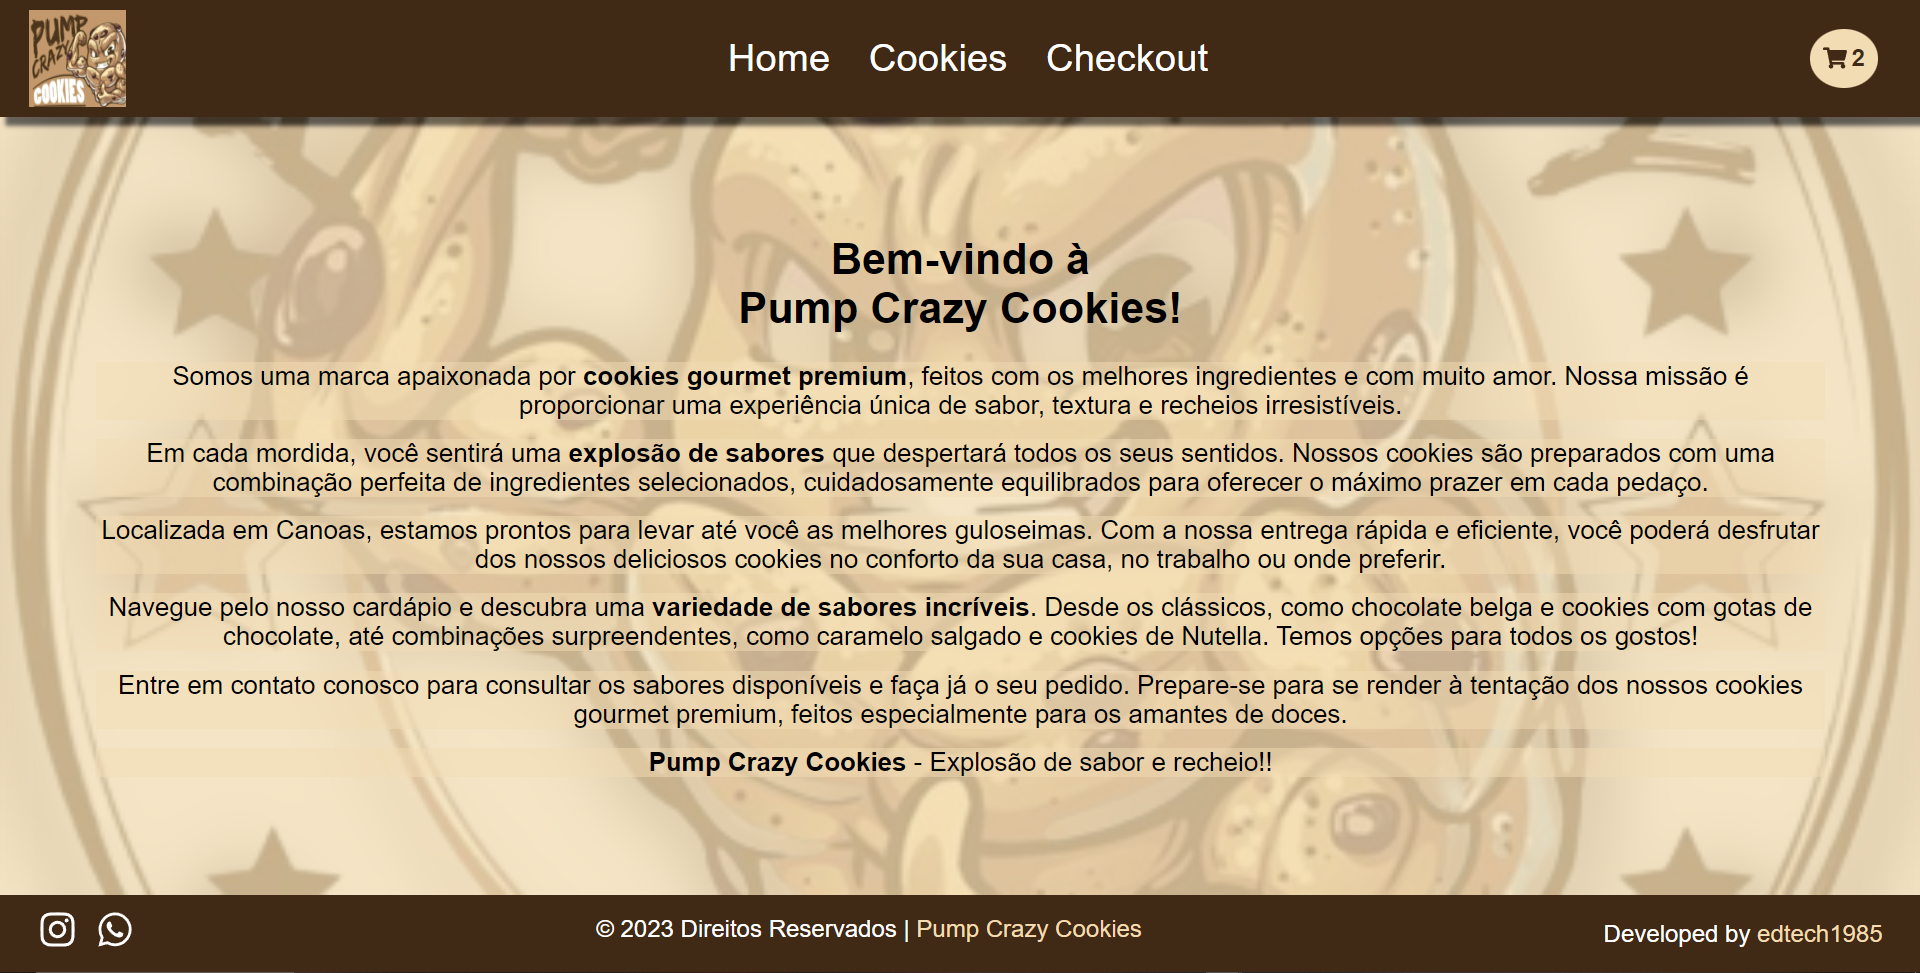 PUMP
CRAZY
COOKIES
Home Cookies Checkout
2
Bem-vindo à
Pump Crazy Cookies!
Somos uma marca apaixonada por cookies gourmet premium, feitos com os melhores ingredientes e com muito amor. Nossa missão é
proporcionar uma experiência única de sabor, textura e recheios irresistíveis.
Em cada mordida, você sentirá uma explosão de sabores que despertará todos os seus sentidos. Nossos cookies são preparados com uma
combinação perfeita de ingredientes selecionados, cuidadosamente equilibrados para oferecer o máximo prazer em cada pedaço.
Localizada em Canoas, estamos prontos para levar até você as melhores guloseimas. Com a nossa entrega rápida e eficiente, você poderá desfrutar
dos nossos deliciosos cookies no conforto da sua casa, no trabalho ou onde preferir.
Navegue pelo nosso cardápio e descubra uma variedade de sabores incríveis. Desde os clássicos, como chocolate belga e cookies com gotas de
chocolate, até combinações surpreendentes, como caramelo salgado e cookies de Nutella. Temos opções para todos os gostos!
Entre em contato conosco para consultar os sabores disponíveis e faça já o seu pedido. Prepare-se para se render à tentação dos nossos cookies
gourmet premium, feitos especialmente para os amantes de doces.
Pump Crazy Cookies - Explosão de sabor e recheio!!
© 2023 Direitos Reservados | Pump Crazy Cookies
Developed by edtech1985